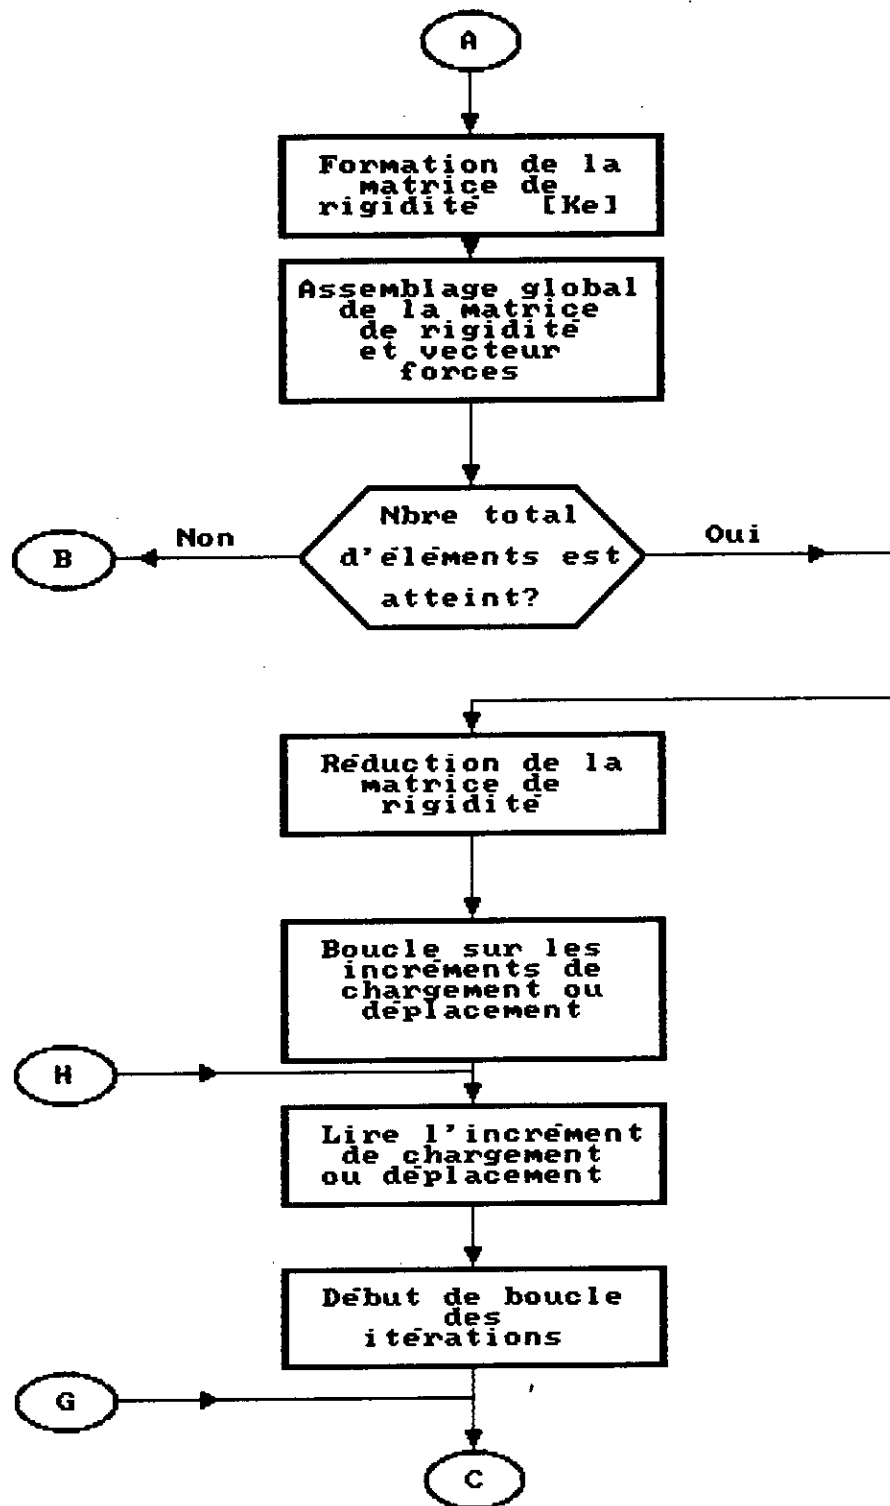 A
Formation de la
matrice de
rigidité [Ke]
Assemblage global
de la matrice
de rigidité
et vecteur
forces
Nbre total
d'éléments est
atteint?
Non
B
Oui
Réduction de la
matrice de
rigidité
Boucle sur les
incréments de
chargement ou
déplacement
H
Lire l'incrément
de chargement
ou déplacement
Début de boucle
des
itérations
G
C